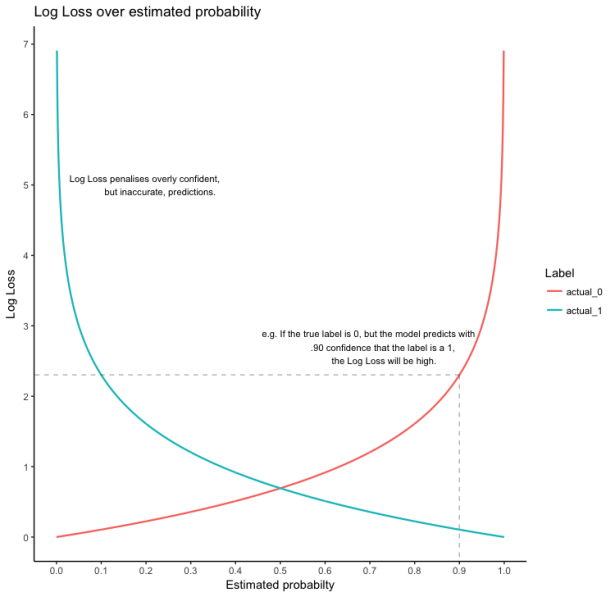 Log Loss over estimated probability
7
6
5
4
3
2
1
0
Log Loss
Log Loss penalises overly confident,
but inaccurate, predictions.
e.g. If the true label is 0, but the model predicts with
.90 confidence that the label is a 1,
the Log Loss will be high.
Label
actual_0
actual_1
0.0 0.1 0.2 0.3 0.4 0.5 0.6 0.7 0.8 0.9 1.0
Estimated probabilty